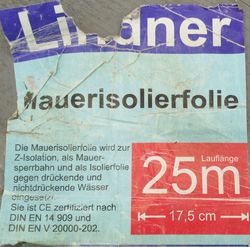 Lindner
Mauerisolierfolie
Die Mauerisolierfolie wird zur
Z-Isolation, als Mauer-
sperrbahn und als Isolierfolie
gegen drückende und
nichtdrückende Wässer
eingesetzt
Sie ist CE zertifiziert nach
DIN EN 14 909 und
DIN EN V 20000-202.
Lauflänge
25m
17,5 cm